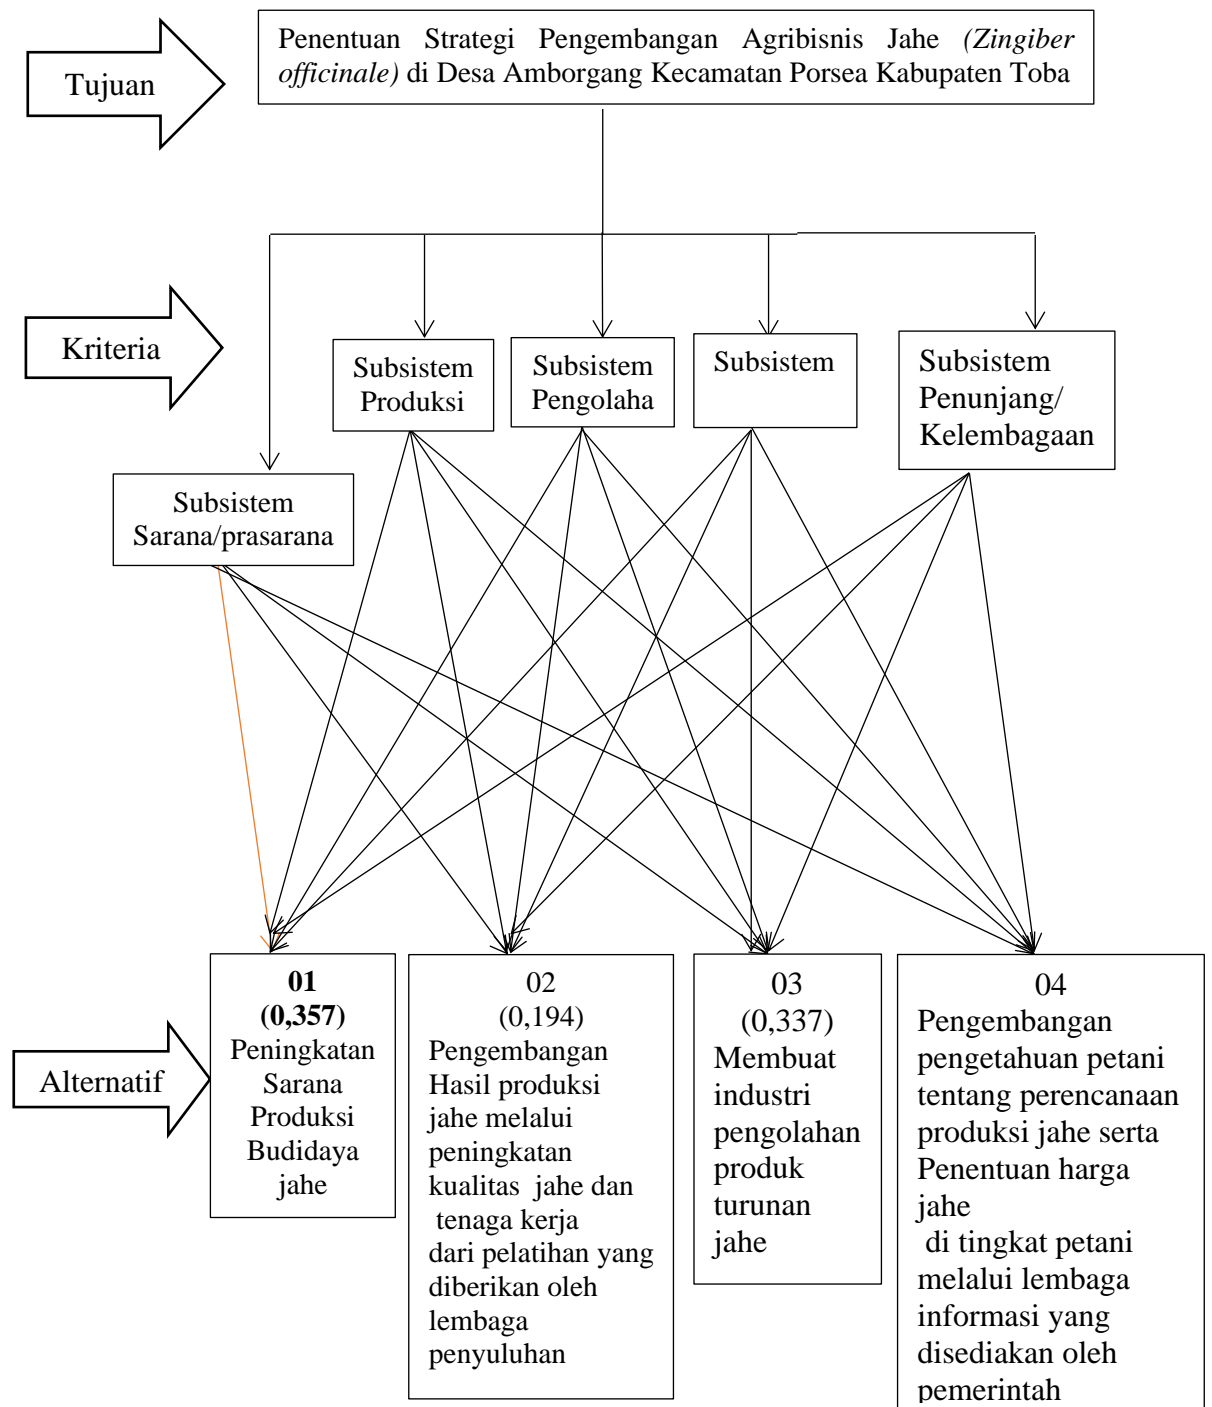 Tujuan
Penentuan Strategi Pengembangan Agribisnis Jahe (Zingiber
officinale) di Desa Amborgang Kecamatan Porsea Kabupaten Toba
Kriteria
Subsistem
Sarana/prasarana
Subsistem
Produksi
Subsistem
Pengolaha
Subsistem
Subsistem
Penunjang/
Kelembagaan
Alternatif
01
(0,357)
Peningkatan
Sarana
Produksi
Budidaya
jahe
02
(0,194)
Pengembangan
Hasil produksi
jahe melalui
peningkatan
kualitas jahe dan
tenaga kerja
dari pelatihan yang
diberikan oleh
lembaga
penyuluhan
03
(0,337)
Membuat
industri
pengolahan
produk
turunan
jahe
04
Pengembangan
pengetahuan petani
tentang perencanaan
produksi jahe serta
Penentuan harga
jahe
di tingkat petani
melalui lembaga
informasi yang
disediakan oleh
pemerintah